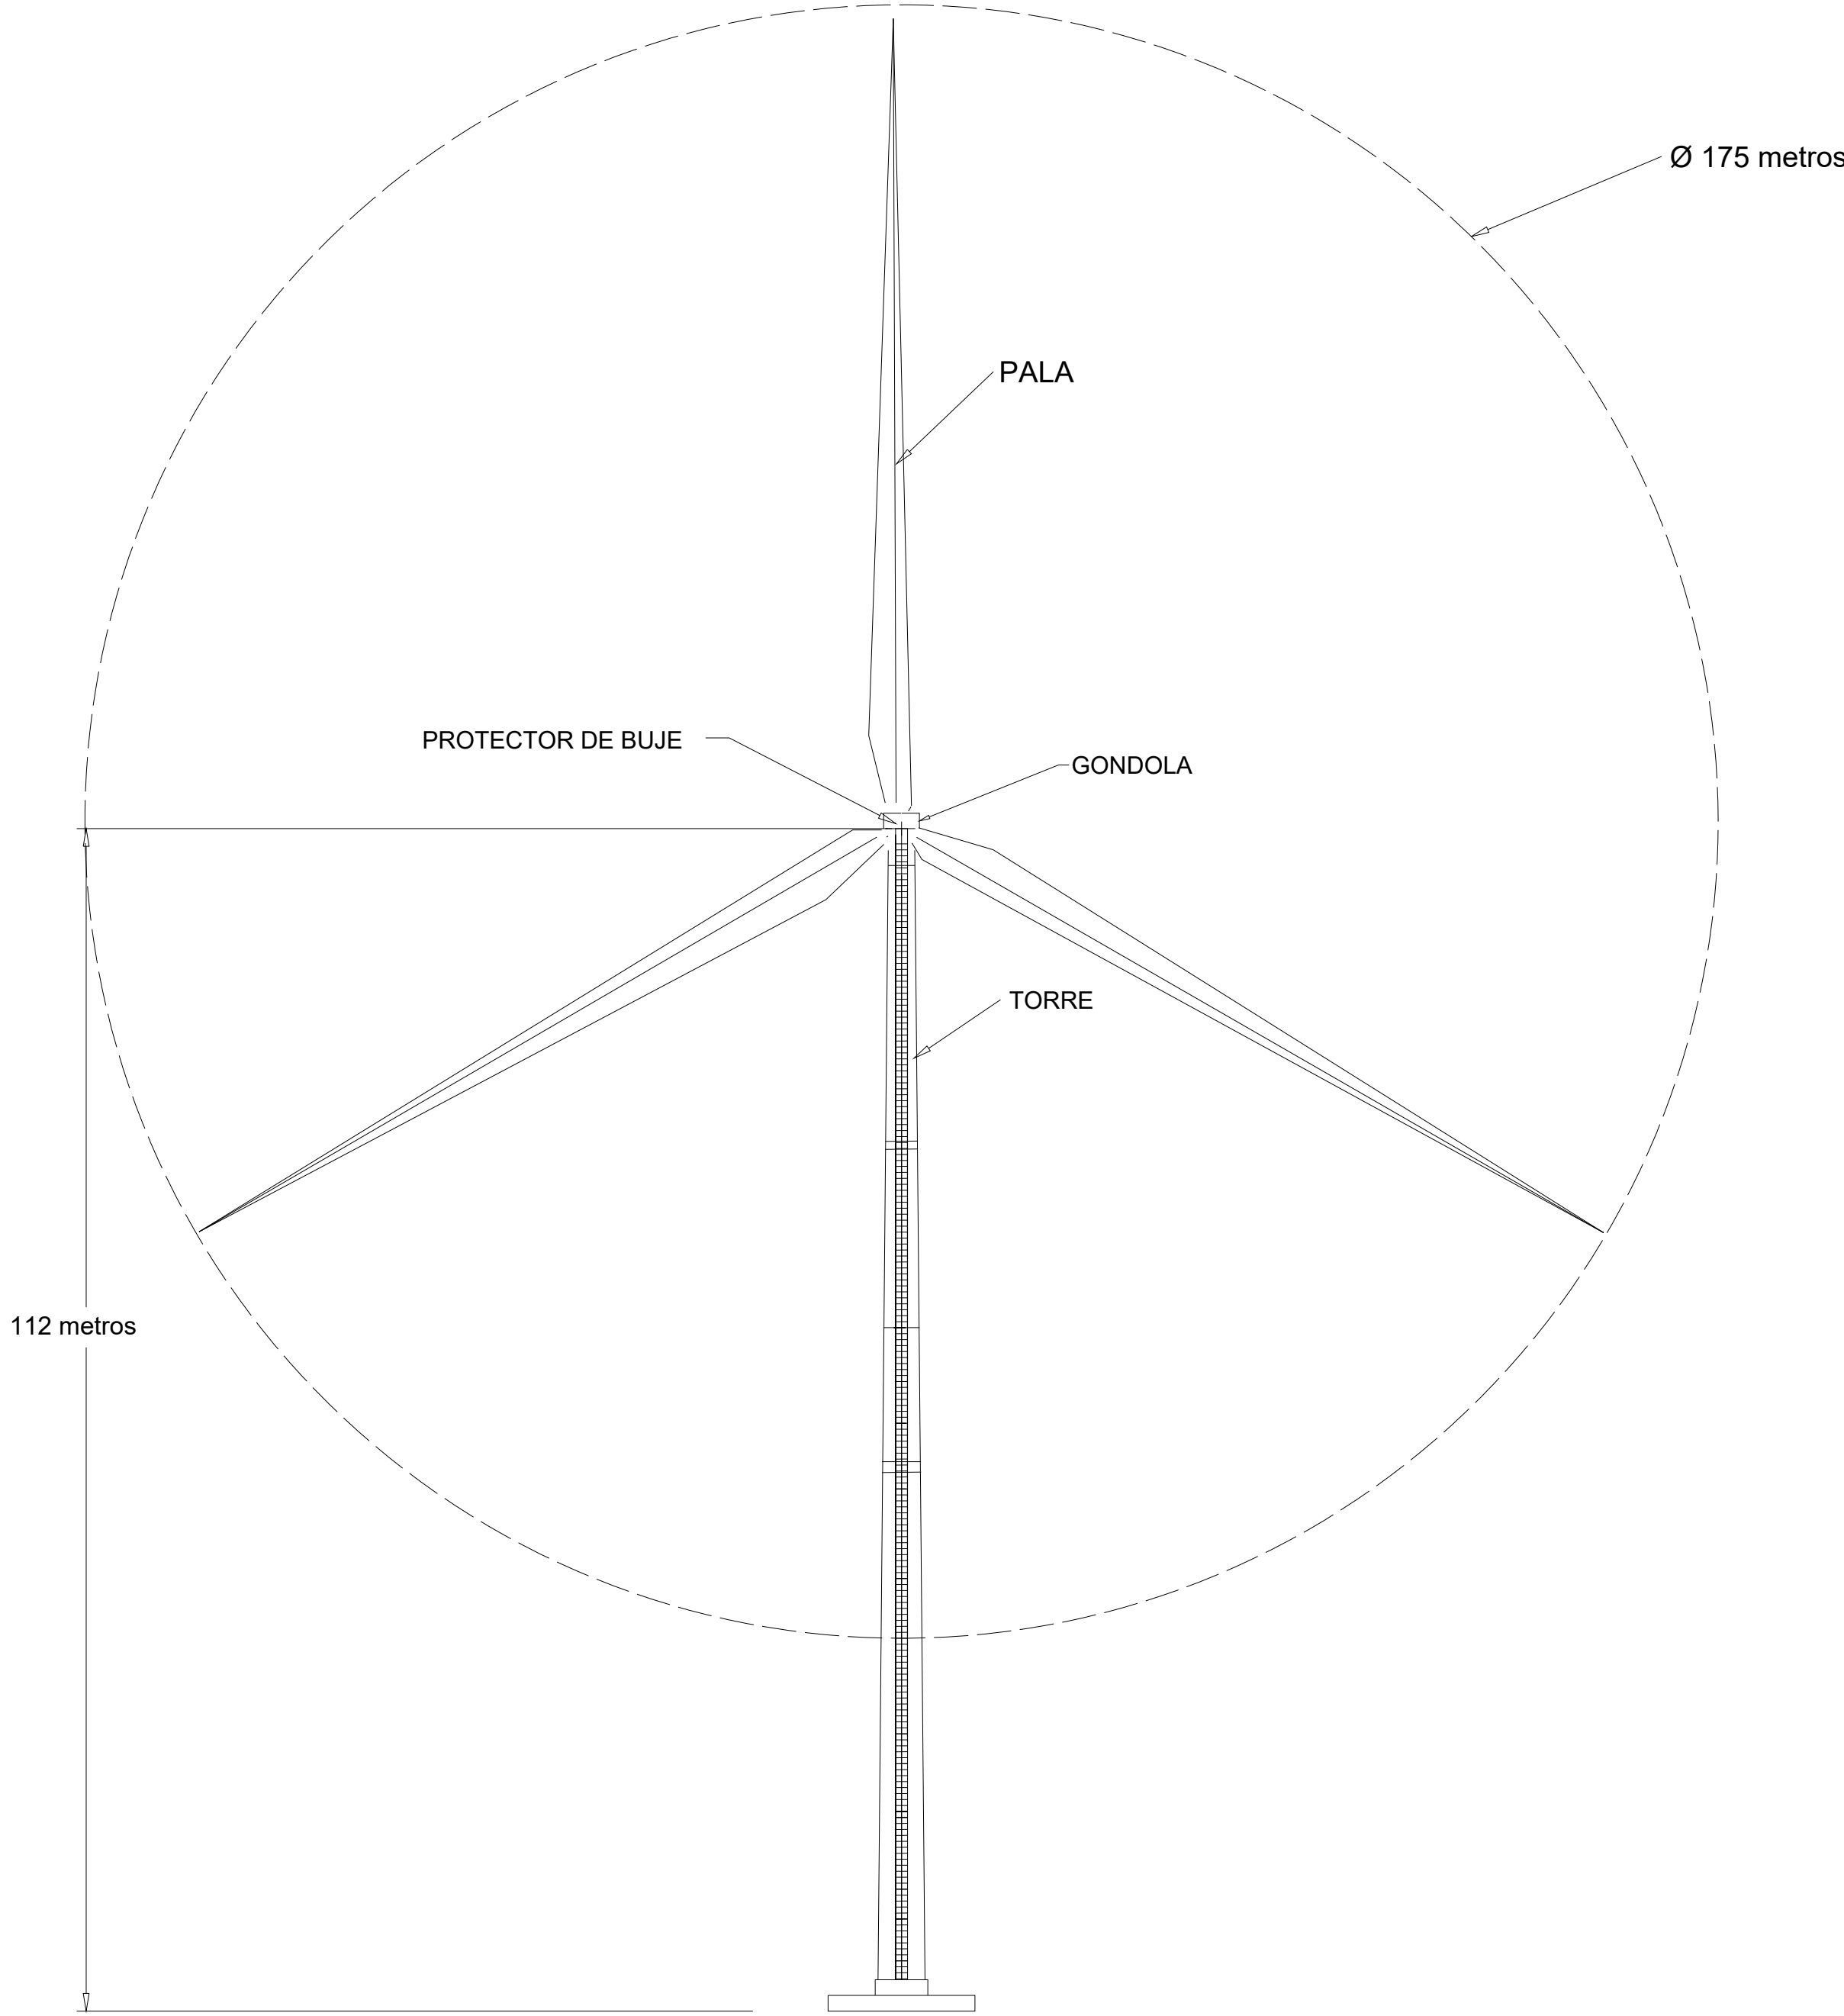 Ø 175 metros
PALA
PROTECTOR DE BUJE
GONDOLA
TORRE
112 metros